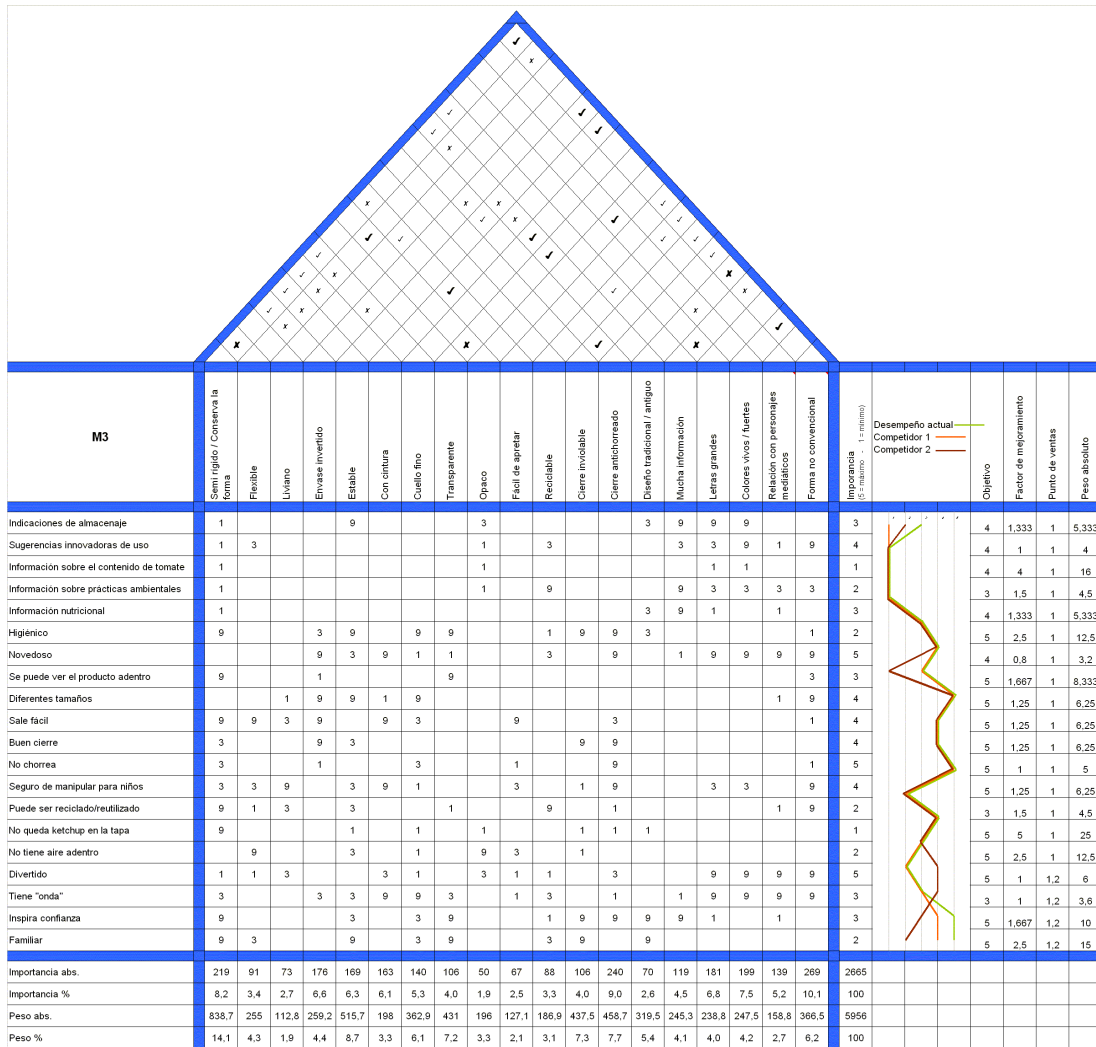 M3
Semi rígido / Conserva la
forma
Flexible
Liviano
Envase invertido
Estable
Con cintura
Cuello fino
Transparente
Opaco
Fácil de apretar
Reciclable
Cierre inviolable
Cierre antichorreado
Diseño tradicional / antiguo
Mucha información
Letras grandes
Colores vivos / fuertes
Relación con personajes
mediáticos
Forma no convencional
Imporancia
(5 = máximo - 1 = mínimo)
Desempeño actual
Competidor 1
Competidor 2
Objetivo
Factor de mejoramiento
Punto de ventas
Peso absoluto
Indicaciones de almacenaje 1 9 3 3 9 9 9 3 4 1,333 1 5,333
Sugerencias innovadoras de uso 1 3 1 3 3 3 9 1 9 4 4 1 1 4
Información sobre el contenido de tomate 1 1 1 1 1 4 4 1 16
Información sobre prácticas ambientales 1 1 9 9 3 3 3 3 2 3 1,5 1 4,5
Información nutricional 1 3 9 1 1 3 4 1,333 1 5,333
Higiénico 9 3 9 9 9 1 9 9 3 1 2 5 2,5 1 12,5
Novedoso 9 3 9 1 1 3 9 1 9 9 9 9 5 4 0,8 1 3,2
Se puede ver el producto adentro 9 1 9 3 3 5 1,667 1 8,333
Diferentes tamaños 1 9 9 1 9 1 9 4 5 1,25 1 6,25
Sale fácil 9 9 3 9 9 3 9 3 1 4 5 1,25 1 6,25
Buen cierre 3 9 3 9 9 4 5 1,25 1 6,25
No chorrea 3 1 3 1 9 1 5 5 1 1 5
Seguro de manipular para niños 3 3 9 3 9 1 3 1 9 3 3 9 4 5 1,25 1 6,25
Puede ser reciclado/reutilizado 9 1 3 3 1 9 1 1 9 2 3 1,5 1 4,5
No queda ketchup en la tapa 9 1 1 1 1 1 1 1 5 5 1 25
No tiene aire adentro 9 3 1 9 3 1 2 5 2,5 1 12,5
Divertido 1 1 3 3 1 3 1 1 3 9 9 9 9 5 5 1 1,2 6
Tiene "onda" 3 3 3 9 9 3 1 3 1 1 9 9 9 9 3 3 1 1,2 3,6
Inspira confianza 9 3 3 9 1 9 9 9 9 1 1 3 5 1,667 1,2 10
Familiar 9 3 9 3 9 3 9 9 2 5 2,5 1,2 15
Importancia abs. 219 91 73 176 169 163 140 106 50 67 88 106 240 70 119 181 199 139 269 2665
Importancia % 8,2 3,4 2,7 6,6 6,3 6,1 5,3 4,0 1,9 2,5 3,3 4,0 9,0 2,6 4,5 6,8 7,5 5,2 10,1 100
Peso abs. 838,7 255 112,8 259,2 515,7 198 362,9 431 196 127,1 186,9 437,5 458,7 319,5 245,3 238,8 247,5 158,8 366,5 5956
Peso % 14,1 4,3 1,9 4,4 8,7 3,3 6,1 7,2 3,3 2,1 3,1 7,3 7,7 5,4 4,1 4,0 4,2 2,7 6,2 100